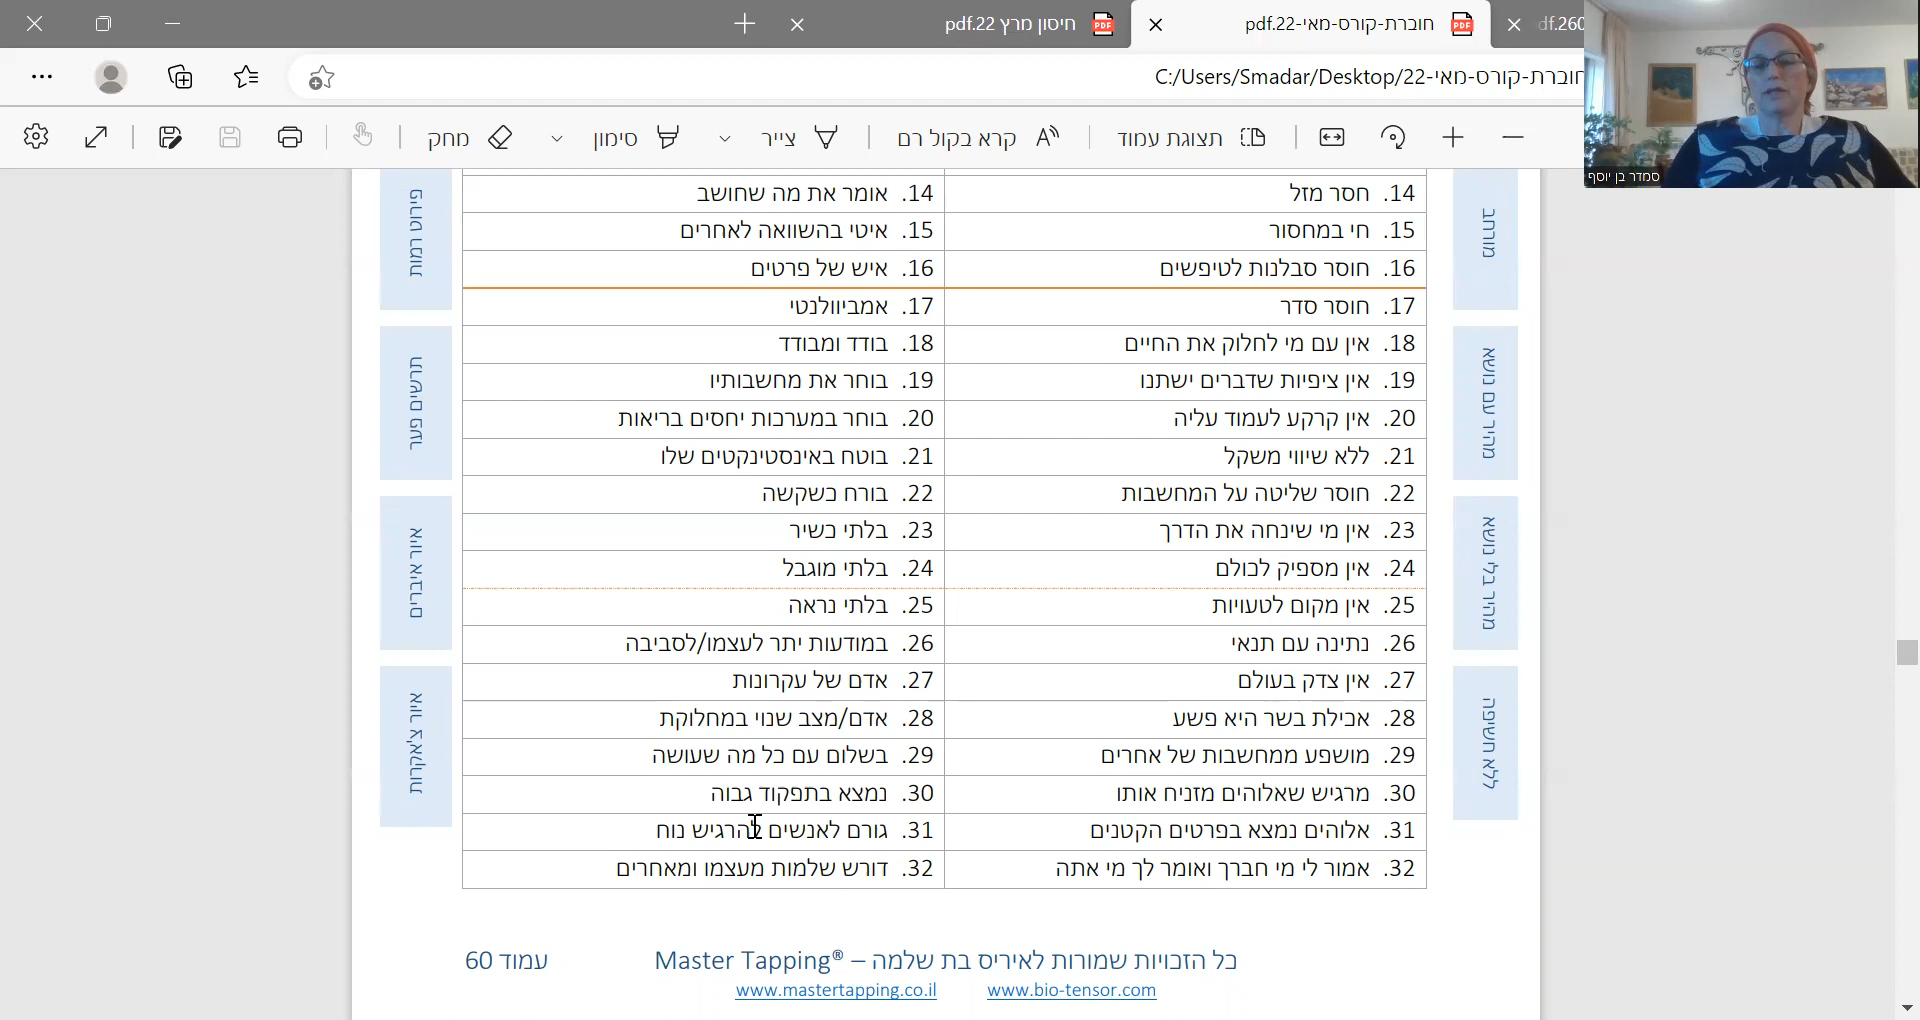 חיסון מרץ 22.pdf
חוברת-קורס-מאי-22.pdf
260.pdf
C:/Users/Smadar/Desktop/חוברת-קורס-מאי-22
תצוגת עמוד
קרא בקול רם
צייר
סימון
מחק
סמדר בן יוסף
מורחב
מהיר עם נושא
מהיר בלי נושא
ללא חשיפה
14. חסר מזל
14. אומר את מה שחושב
15. חי במחסור
15. איטי בהשוואה לאחרים
16. חוסר סבלנות לטיפשים
16. איש של פרטים
17. חוסר סדר
17. אמביוולנטי
18. אין עם מי לחלוק את החיים
18. בודד ומבודד
19. אין ציפיות שדברים ישתנו
19. בוחר את מחשבותיו
20. אין קרקע לעמוד עליה
20. בוחר במערכות יחסים בריאות
21. ללא שיווי משקל
21. בוטח באינסטינקטים שלו
22. חוסר שליטה על המחשבות
22. בורח כשקשה
23. אין מי שינחה את הדרך
23. בלתי כשיר
24. אין מספיק לכולם
24. בלתי מוגבל
25. אין מקום לטעויות
25. בלתי נראה
26. נתינה עם תנאי
26. במודעות יתר לעצמו/לסביבה
27. אין צדק בעולם
27. אדם של עקרונות
28. אכילת בשר היא פשע
28. אדם/מצב שנוי במחלוקת
29. מושפע ממחשבות של אחרים
29. בשלום עם כל מה שעושה
30. מרגיש שאלוהים מזניח אותו
30. נמצא בתפקוד גבוה
31. אלוהים נמצא בפרטים הקטנים
31. גורם לאנשים להרגיש נוח
32. אמור לי מי חברך ואומר לך מי אתה
32. דורש שלמות מעצמו ומאחרים
פירוט רמות
תרשים פער
איור איברים
איור צ'אקרות
כל הזכויות שמורות לאיריס בת שלמה – Master Tapping®
עמוד 60
www.mastertapping.co.il
www.bio-tensor.com